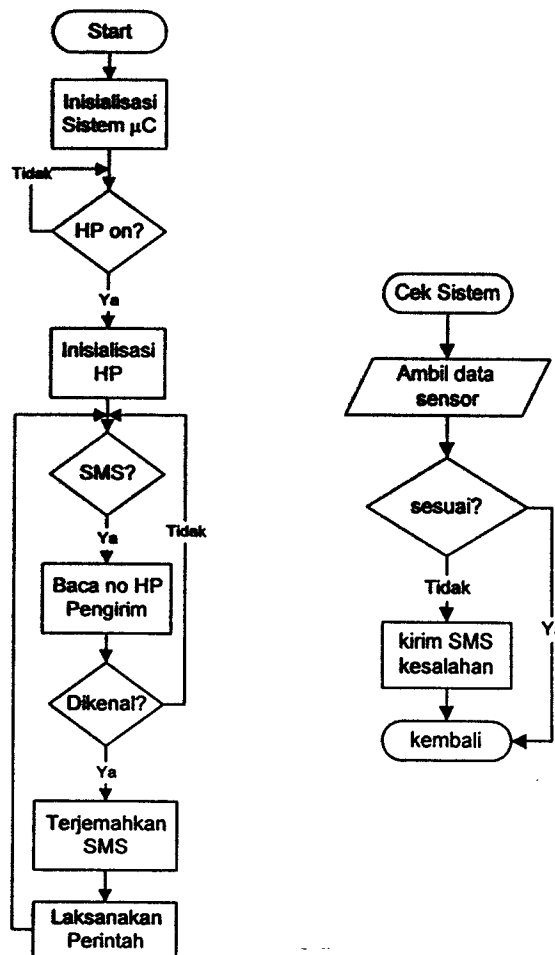 Start
Inisialisasi
Sistem µC
Tidak
HP on?
Ya
Inisialisasi
HP
SMS?
Ya
Tidak
Baca no HP
Pengirim
Dikenal?
Ya
Terjemahkan
SMS
Laksanakan
Perintah
Cek Sistem
Ambil data
sensor
sesuai?
Tidak
kirim SMS
kesalahan
kembali